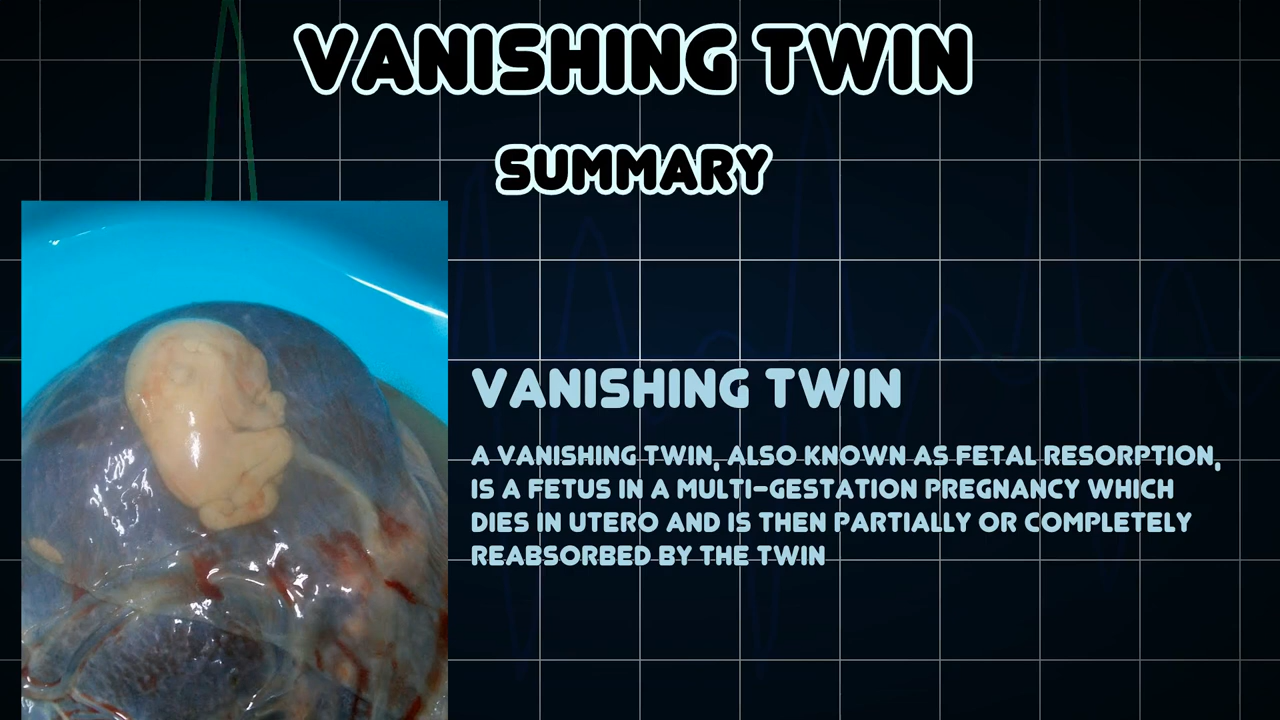 VANISHING TWIN
SUMMARY
VANISHING TWIN
A VANISHING TWIN, ALSO KNOWN AS FETAL RESORPTION,
IS A FETUS IN A MULTI-GESTATION PREGNANCY WHICH
DIES IN UTERO AND IS THEN PARTIALLY OR COMPLETELY
REABSORBED BY THE TWIN